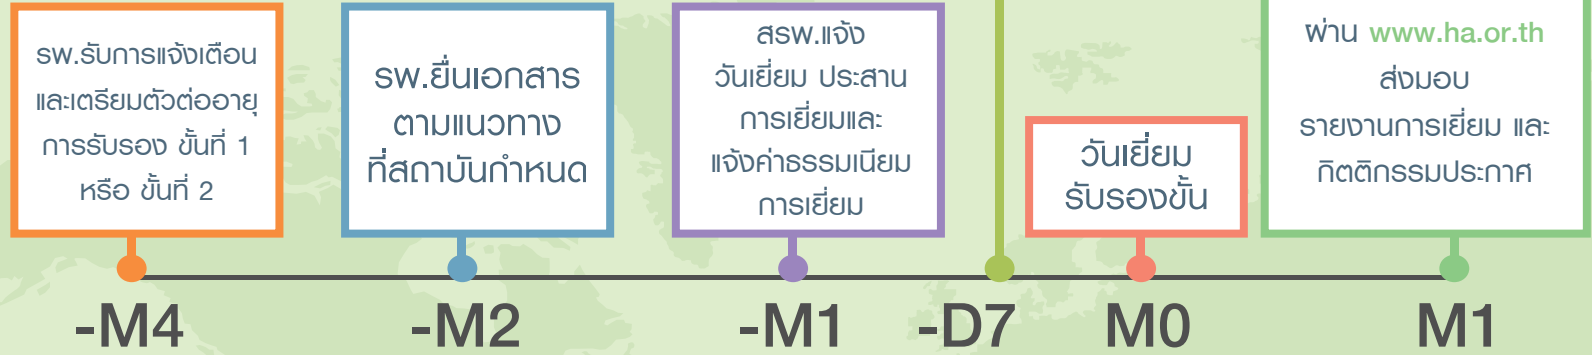 รพ.รับการแจ้งเตือน
และเตรียมตัวต่ออายุ
การรับรอง ขั้นที่ 1
หรือ ขั้นที่ 2
รพ.ยื่นเอกสาร
ตามแนวทาง
ที่สถาบันกำหนด
สรพ.แจ้ง
วันเยี่ยม ประสาน
การเยี่ยมและ
แจ้งค่าธรรมเนียม
การเยี่ยม
วันเยี่ยม
รับรองขั้น
ผ่าน www.ha.or.th
ส่งมอบ
รายงานการเยี่ยม และ
กิตติกรรมประกาศ
-M4
-M2
-M1
-D7
M0
M1